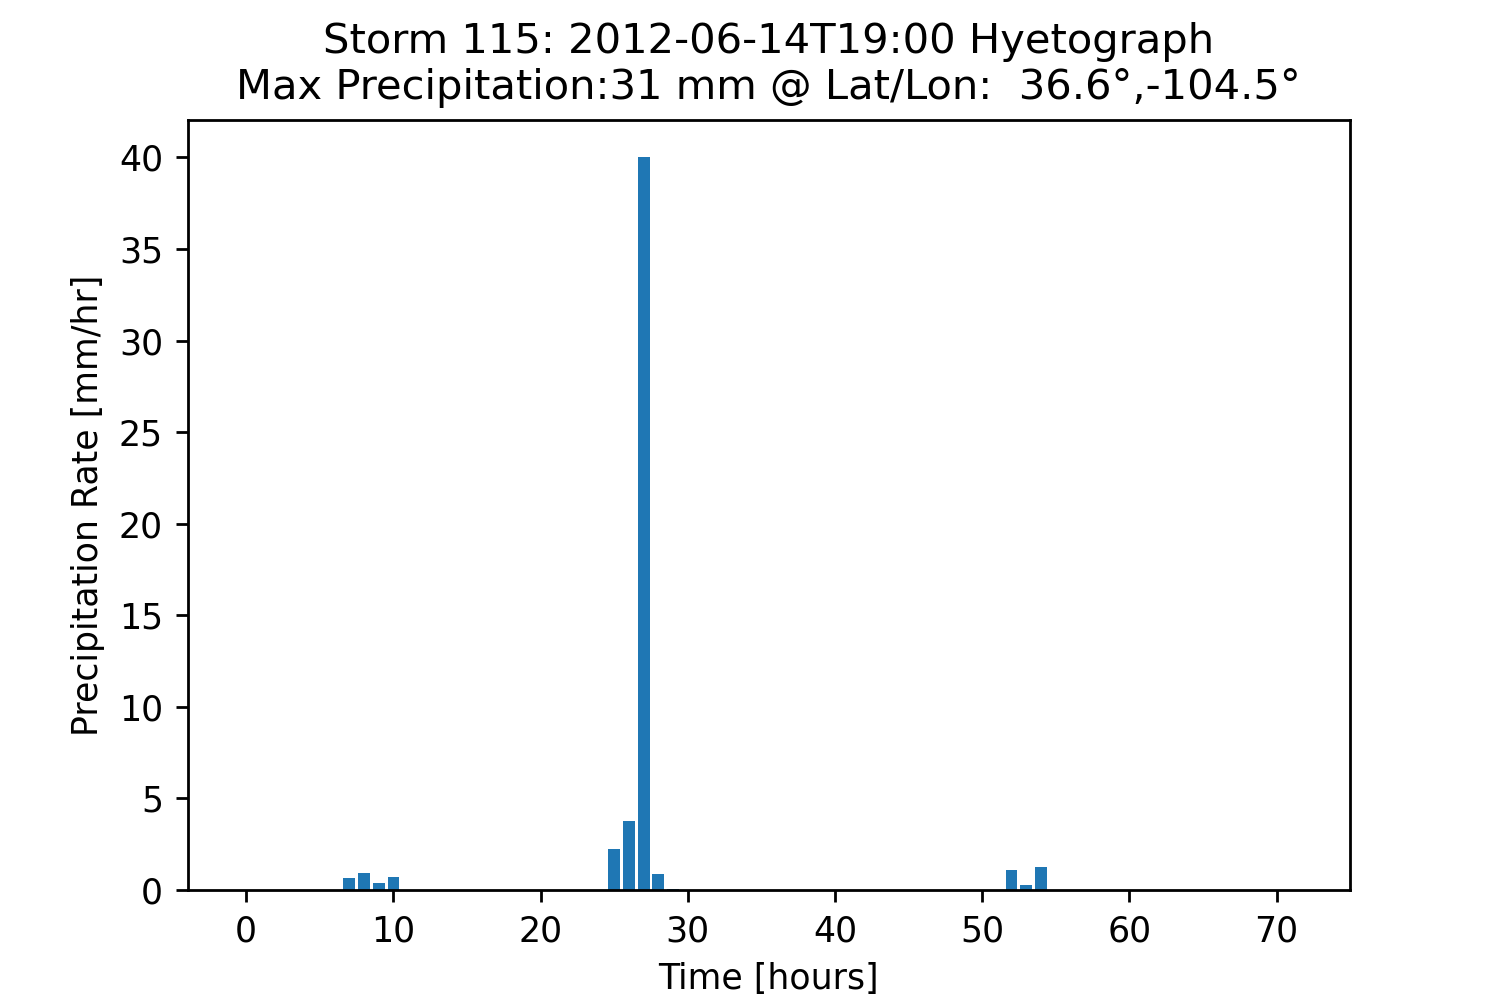 Storm 115: 2012-06-14T19:00 Hyetograph
Max Precipitation:31 mm @ Lat/Lon:  36.6°,-104.5°
40
35
30
25
20
15
10
5
0
Precipitation Rate [mm/hr]
0 10 20 30 40 50 60 70
Time [hours]